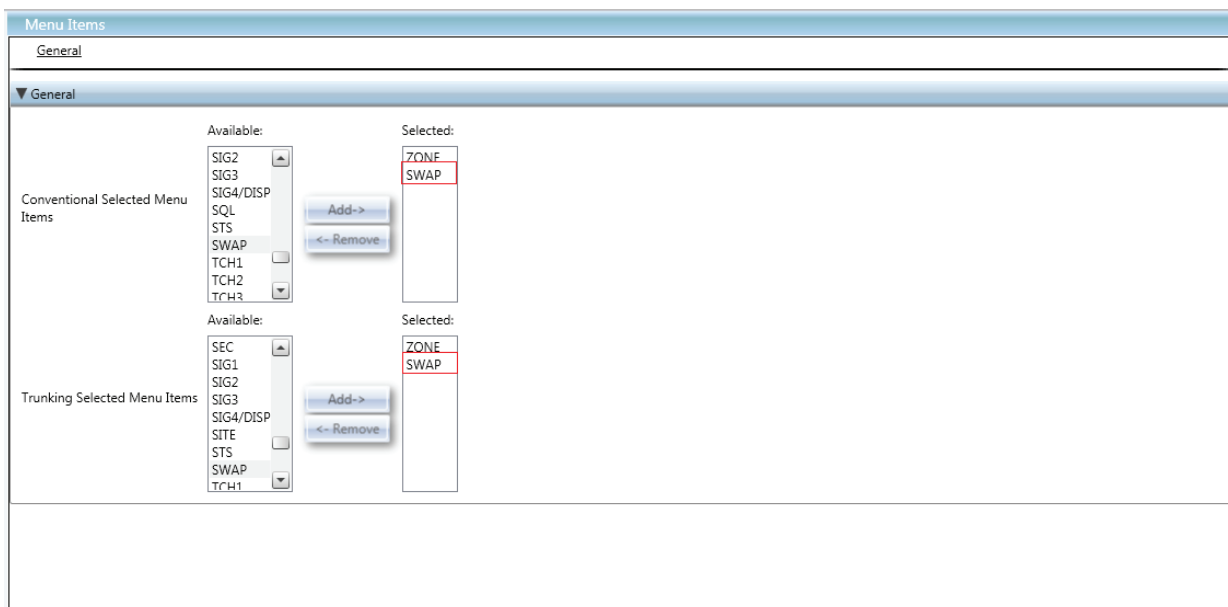 Menu Items
General
General
Available:
Selected:
Conventional Selected Menu
Items
SIG2
SIG3
SIG4/DISP
SQL
STS
SWAP
TCH1
TCH2
TCH3
Add->
<- Remove
ZONE
SWAP
Available:
Selected:
Trunking Selected Menu Items
SEC
SIG1
SIG2
SIG3
SIG4/DISP
SITE
STS
SWAP
TCH1
Add->
<- Remove
ZONE
SWAP